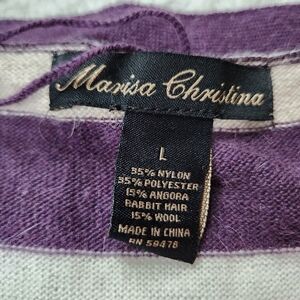 Marisa Christina
L
35% NYLON
35% POLYESTER
15% ANGORA
RABBIT HAIR
15% WOOL
MADE IN CHINA
RN 59478